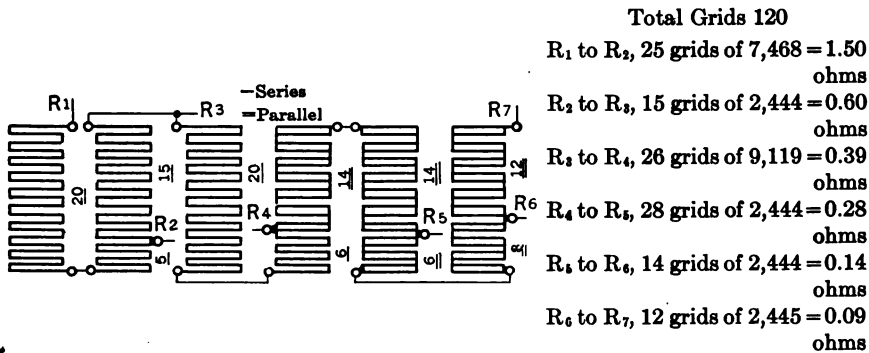 Total Grids 120
R₁ to R₂, 25 grids of 7,468 = 1.50
ohms
R₂ to R₃, 15 grids of 2,444 = 0.60
ohms
R₃ to R₄, 26 grids of 9,119 = 0.39
ohms
R₄ to R₅, 28 grids of 2,444 = 0.28
ohms
R₅ to R₆, 14 grids of 2,444 = 0.14
ohms
R₆ to R₇, 12 grids of 2,445 = 0.09
ohms
—Series
=Parallel
R1
R3
R7
20
15
20
14
14
12
R2
R4
R5
R6
5
6
6
8